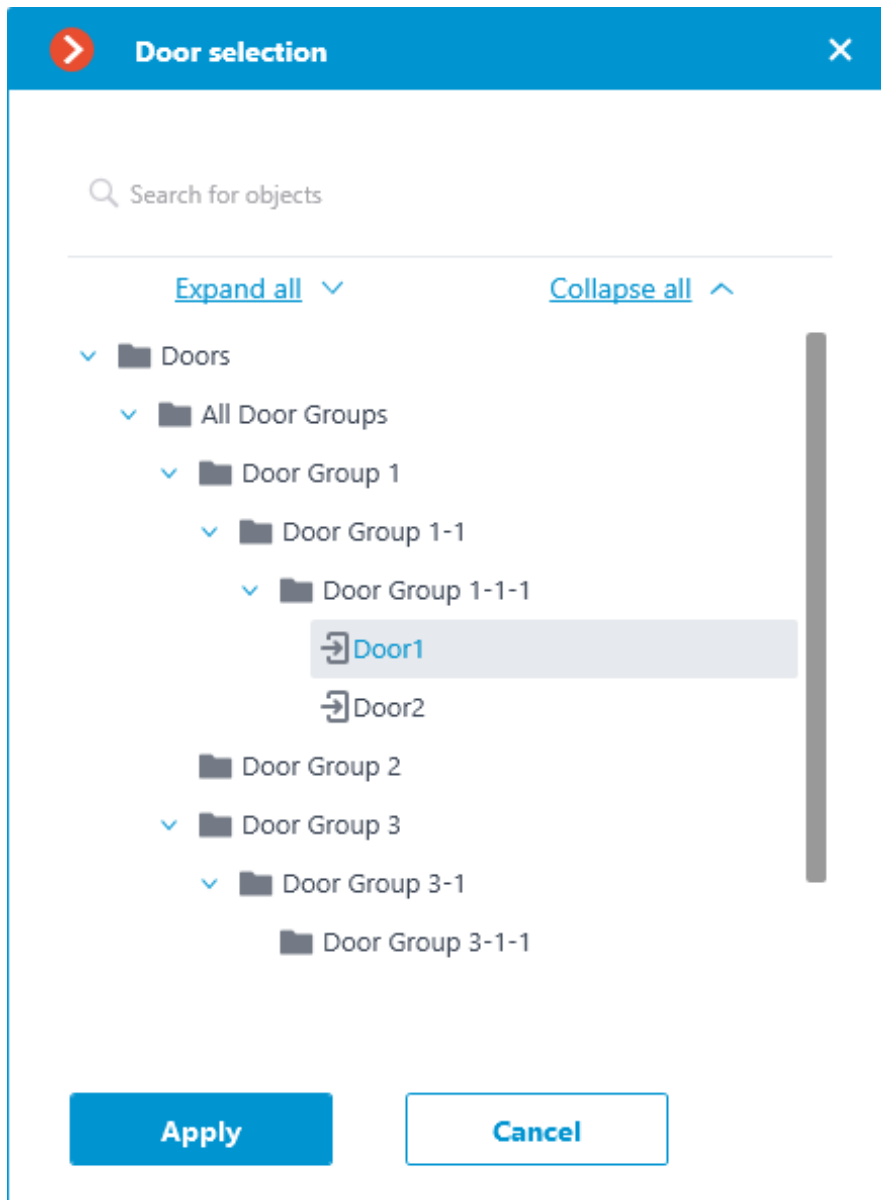 Door selection
Search for objects
Expand all Collapse all
Doors
All Door Groups
Door Group 1
Door Group 1-1
Door Group 1-1-1
Door1
Door2
Door Group 2
Door Group 3
Door Group 3-1
Door Group 3-1-1
Apply Cancel